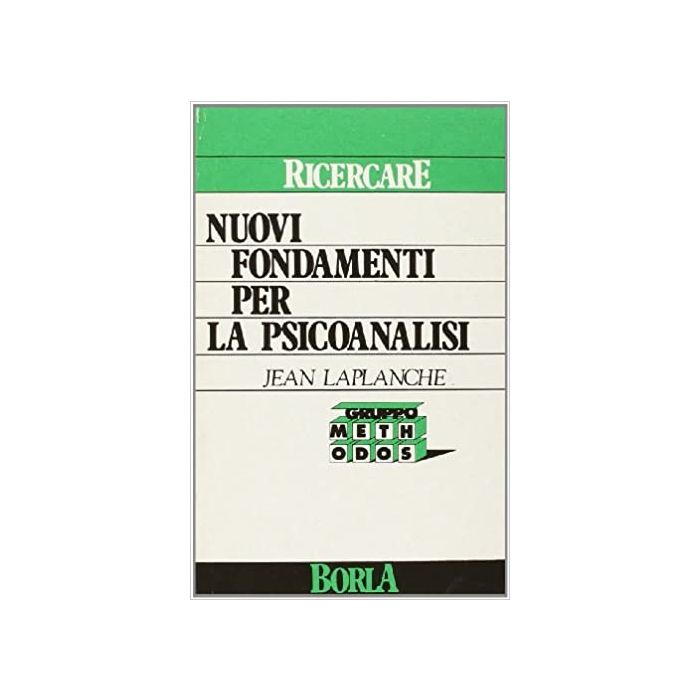 RICERCARE
NUOVI
FONDAMENTI
PER
LA PSICOANALISI
JEAN LAPLANCHE
GRUPPO
METH
ODOS
BORLA